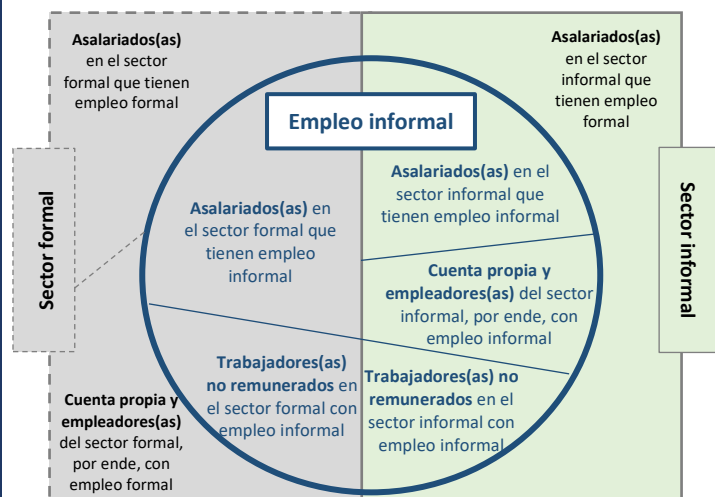 Asalariados(as)
en el sector
formal que tienen
empleo formal
Asalariados(as)
en el sector
informal que
tienen empleo
formal
Empleo informal
Sector formal
Asalariados(as) en
el sector formal que
tienen empleo
informal
Asalariados(as) en el
sector informal que
tienen empleo informal
Cuenta propia y
empleadores(as) del sector
informal, por ende, con
empleo informal
Sector informal
Cuenta propia y
empleadores(as)
del sector formal,
por ende, con
empleo formal
Trabajadores(as)
no remunerados en
el sector formal con
empleo informal
Trabajadores(as) no
remunerados en el
sector informal con
empleo informal